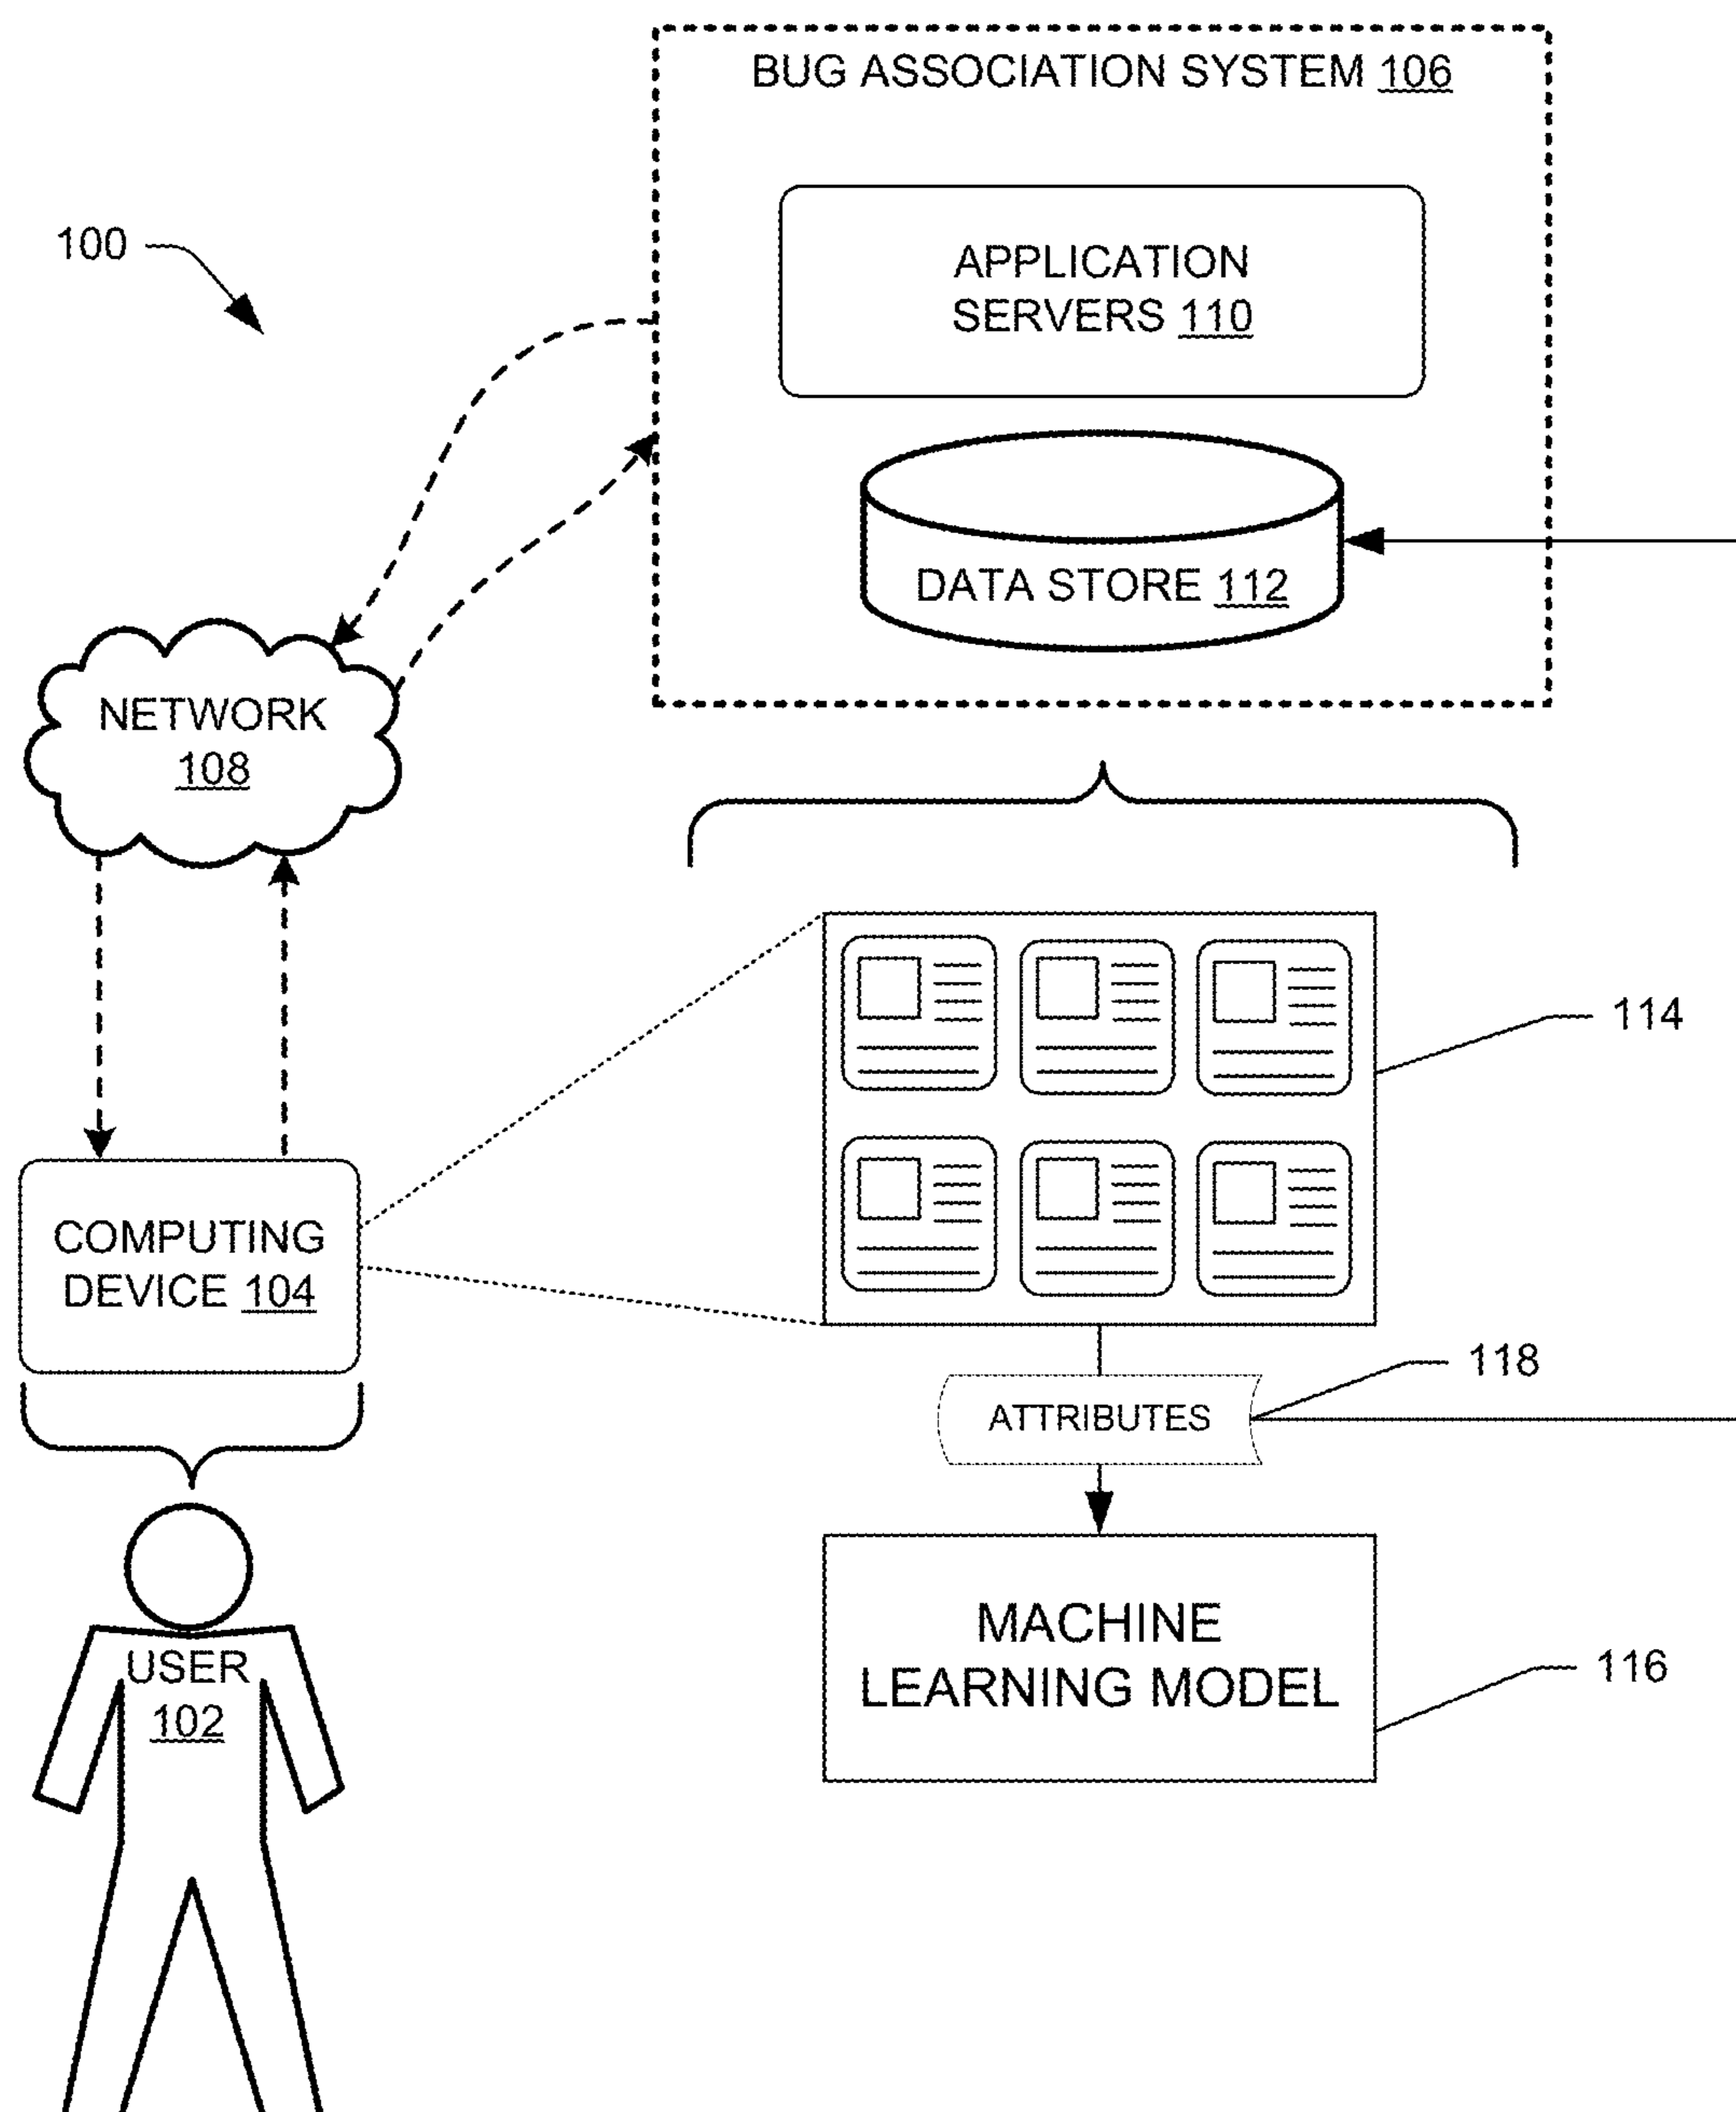 BUG ASSOCIATION SYSTEM 106
100
APPLICATION
SERVERS 110
DATA STORE 112
NETWORK
108
114
COMPUTING
DEVICE 104
118
ATTRIBUTES
MACHINE
LEARNING MODEL
116
USER
102